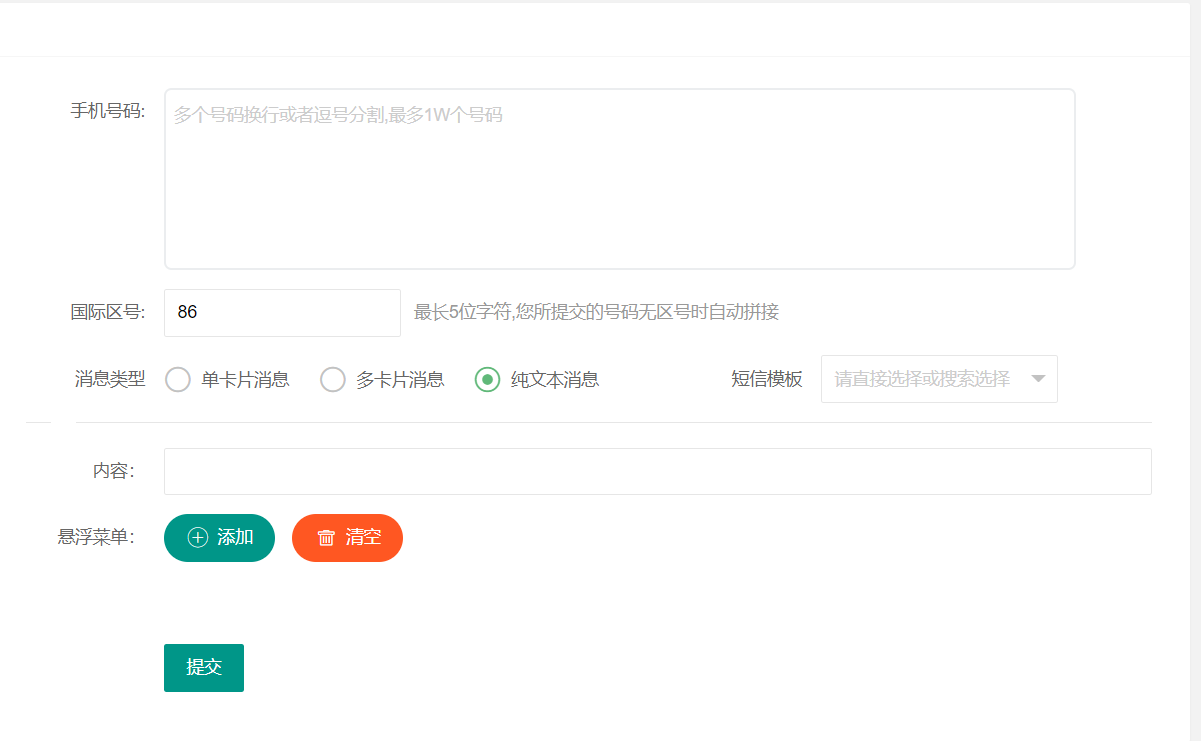 手机号码:
多个号码换行或者逗号分割,最多1W个号码
国际区号: 86 最长5位字符,您所提交的号码无区号时自动拼接
消息类型 单卡片消息 多卡片消息 纯文本消息 短信模板 请直接选择或搜索选择
内容:
悬浮菜单: 添加 清空
提交